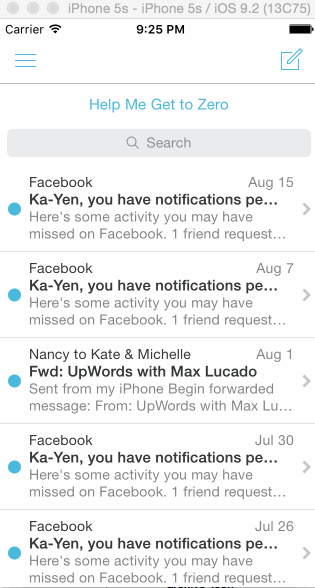 iPhone 5s - iPhone 5s / iOS 9.2 (13C75)
Carrier 9:25 PM
Help Me Get to Zero
Search
Facebook Aug 15
Ka-Yen, you have notifications pe...
Here's some activity you may have
missed on Facebook. 1 friend request...
Facebook Aug 7
Ka-Yen, you have notifications pe...
Here's some activity you may have
missed on Facebook. 1 friend request...
Nancy to Kate & Michelle Aug 1
Fwd: UpWords with Max Lucado
Sent from my iPhone Begin forwarded
message: From: UpWords with Max Lu...
Facebook Jul 30
Ka-Yen, you have notifications pe...
Here's some activity you may have
missed on Facebook. 1 friend request...
Facebook Jul 26
Ka-Yen, you have notifications pe...
Here's some activity you may have
missed on Facebook. 1 friend request...